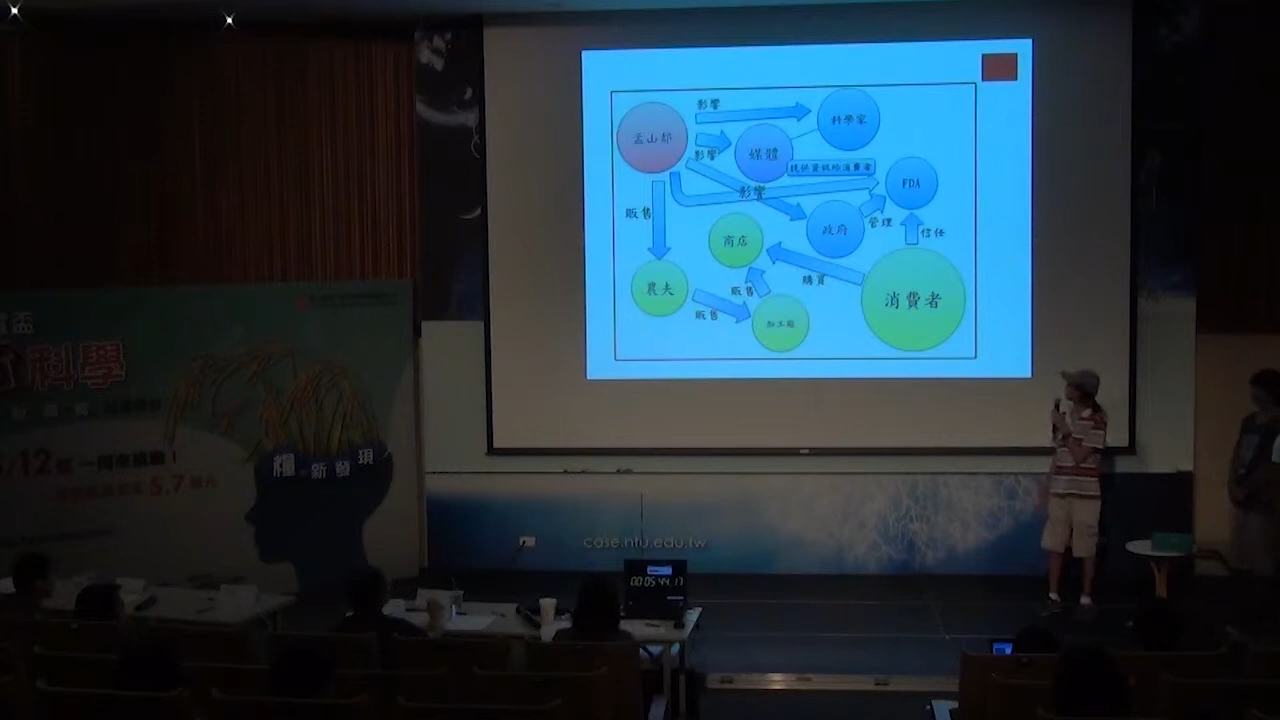 影響
科學家
孟山都
影響
媒體
提供資訊給消費者
影響
FDA
販售
政府
管理
信任
商店
購買
農夫
販售
消費者
販售
加工廠
科學
12
5.7
糧 新發現
case.ntu.edu.tw
00:05:44 17